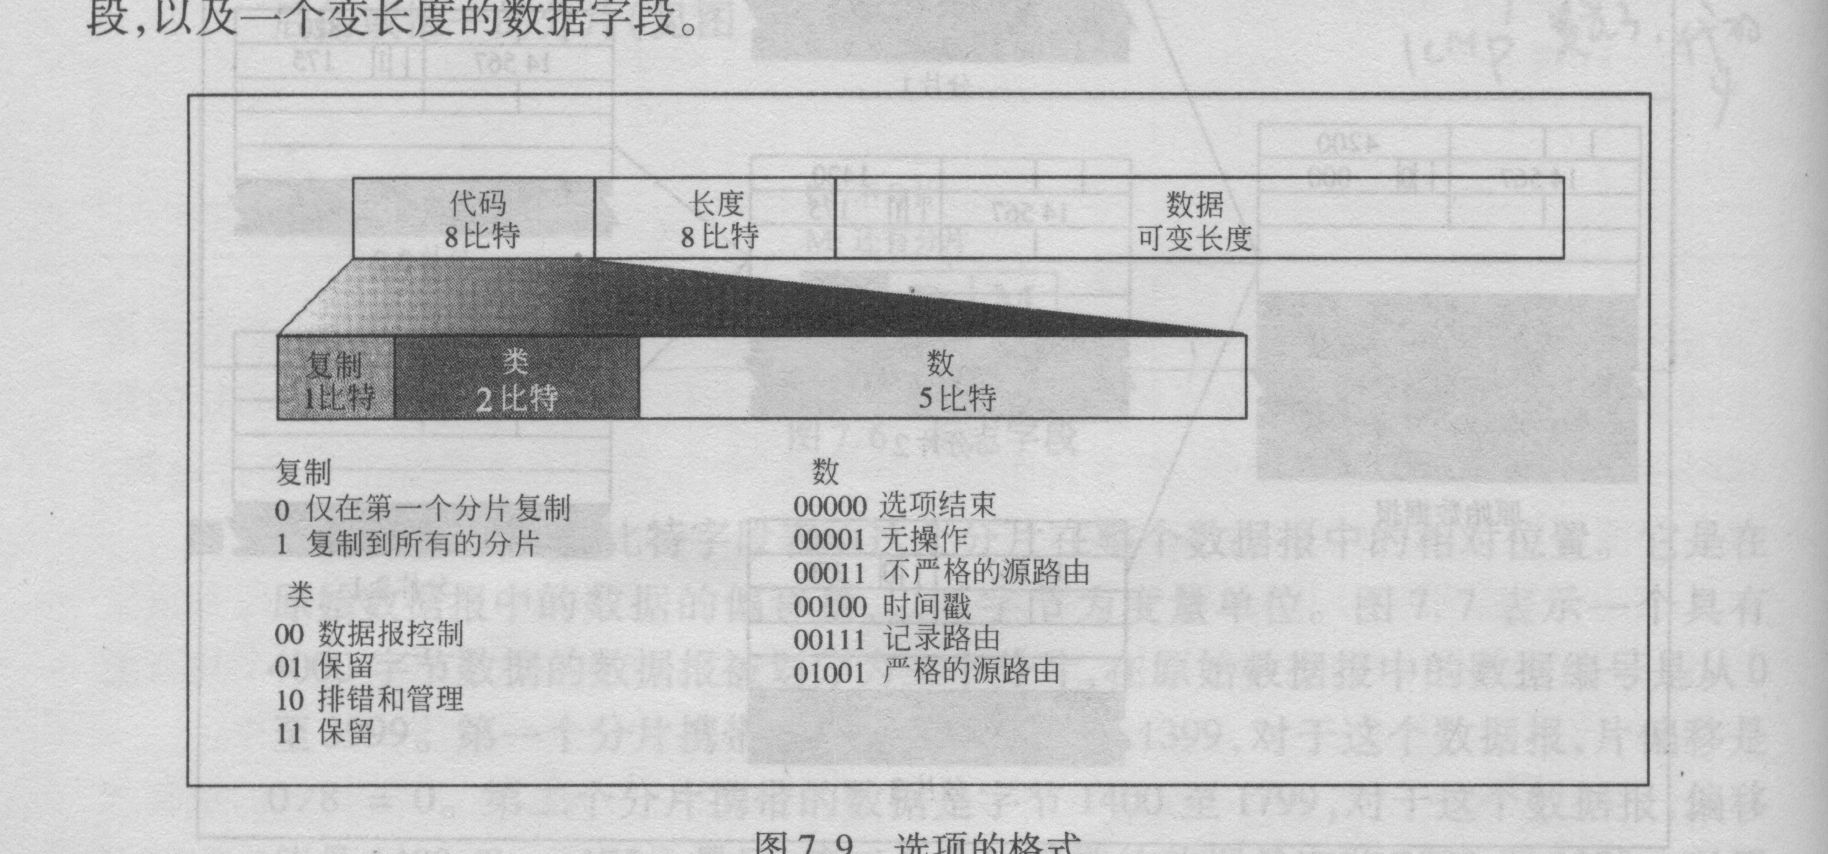 段,以及一个变长度的数据字段。
代码 长度 数据
8比特 8比特 可变长度
复制 类 数
1比特 2比特 5比特
复制
0 仅在第一个分片复制
1 复制到所有的分片
类
00 数据报控制
01 保留
10 排错和管理
11 保留
数
00000 选项结束
00001 无操作
00011 不严格的源路由
00100 时间戳
00111 记录路由
01001 严格的源路由
图7.9 选项的格式